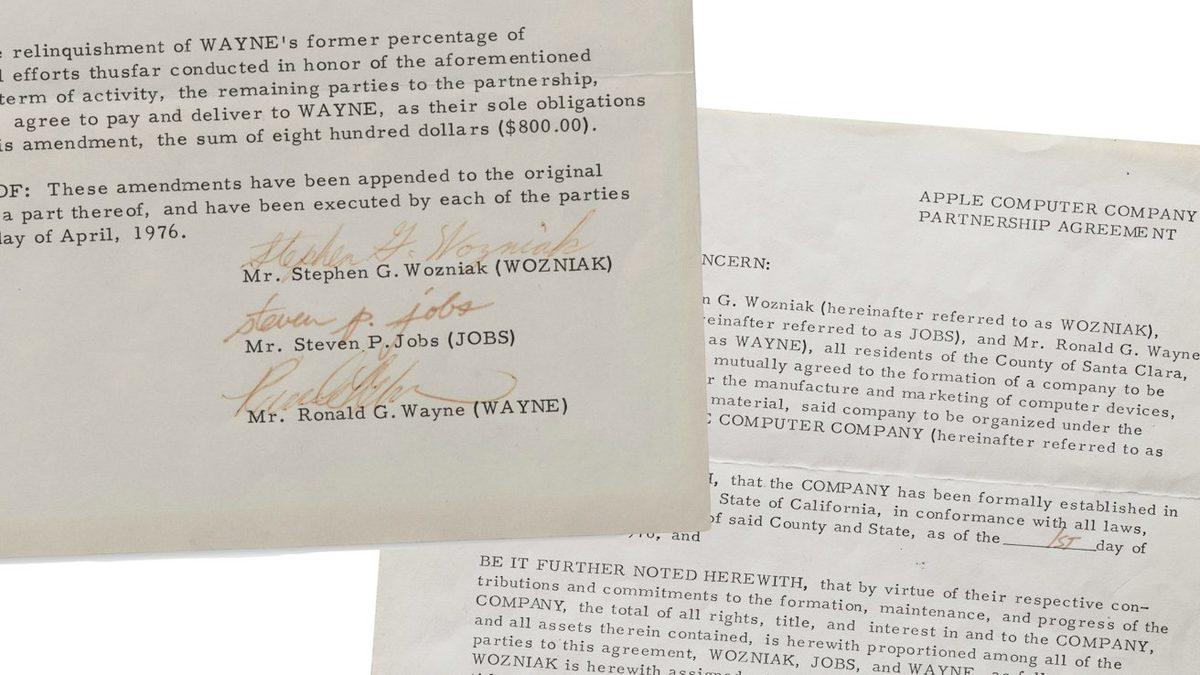 relinquishment of WAYNE's former percentage of
efforts thusfar conducted in honor of the aforementioned
term of activity, the remaining parties to the partnership,
agree to pay and deliver to WAYNE, as their sole obligations
is amendment, the sum of eight hundred dollars ($800.00).
OF: These amendments have been appended to the original
a part thereof, and have been executed by each of the parties
day of April, 1976.
Stephen G. Wozniak
Mr. Stephen G. Wozniak (WOZNIAK)
steven p. jobs
Mr. Steven P. Jobs (JOBS)
Mr. Ronald G. Wayne (WAYNE)
APPLE COMPUTER COMPANY
PARTNERSHIP AGREEMENT
NCERN:
n G. Wozniak (hereinafter referred to as WOZNIAK),
reinafter referred to as JOBS), and Mr. Ronald G. Wayne
as WAYNE), all residents of the County of Santa Clara,
mutually agreed to the formation of a company to be
r the manufacture and marketing of computer devices,
material, said company to be organized under the
E COMPUTER COMPANY (hereinafter referred to as
H, that the COMPANY has been formally established in
State of California, in conformance with all laws,
of said County and State, as of the 1ST day of
and
BE IT FURTHER NOTED HEREWITH, that by virtue of their respective con-
tributions and commitments to the formation, maintenance, and progress of the
COMPANY, the total of all rights, title, and interest in and to the COMPANY,
and all assets therein contained, is herewith proportioned among all of the
parties to this agreement, WOZNIAK, JOBS, and WAYNE, as
WOZNIAK is herewith assigned